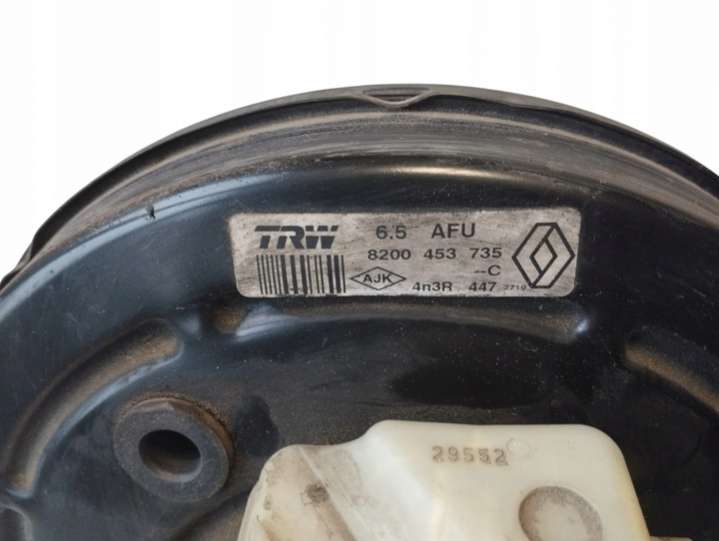 TRW 6.5 AFU
8200 453 735
--C
AJK 4n3R 447
29552